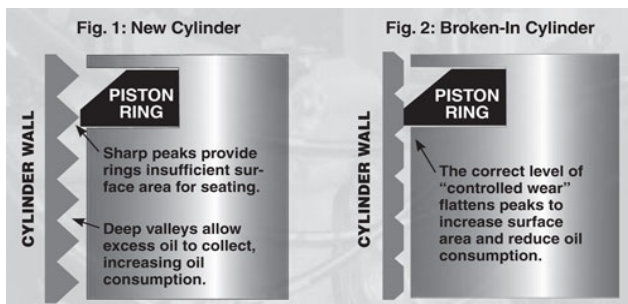 Fig. 1: New Cylinder
CYLINDER WALL
PISTON
RING
Sharp peaks provide
rings insufficient sur-
face area for seating.
Deep valleys allow
excess oil to collect,
increasing oil
consumption.
Fig. 2: Broken-In Cylinder
CYLINDER WALL
PISTON
RING
The correct level of
“controlled wear”
flattens peaks to
increase surface
area and reduce oil
consumption.